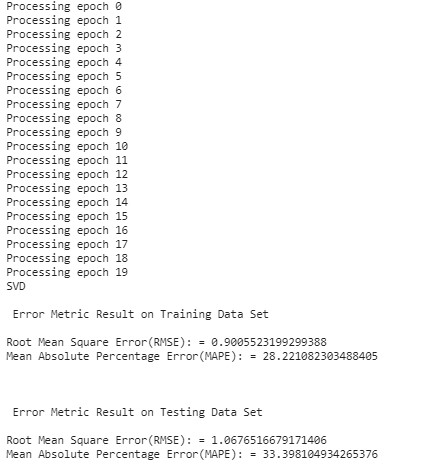 Processing epoch 0
Processing epoch 1
Processing epoch 2
Processing epoch 3
Processing epoch 4
Processing epoch 5
Processing epoch 6
Processing epoch 7
Processing epoch 8
Processing epoch 9
Processing epoch 10
Processing epoch 11
Processing epoch 12
Processing epoch 13
Processing epoch 14
Processing epoch 15
Processing epoch 16
Processing epoch 17
Processing epoch 18
Processing epoch 19
SVD
Error Metric Result on Training Data Set
Root Mean Square Error(RMSE): = 0.9005523199299388
Mean Absolute Percentage Error(MAPE): = 28.221082303488405
Error Metric Result on Testing Data Set
Root Mean Square Error(RMSE): = 1.0676516679171406
Mean Absolute Percentage Error(MAPE): = 33.398104934265376